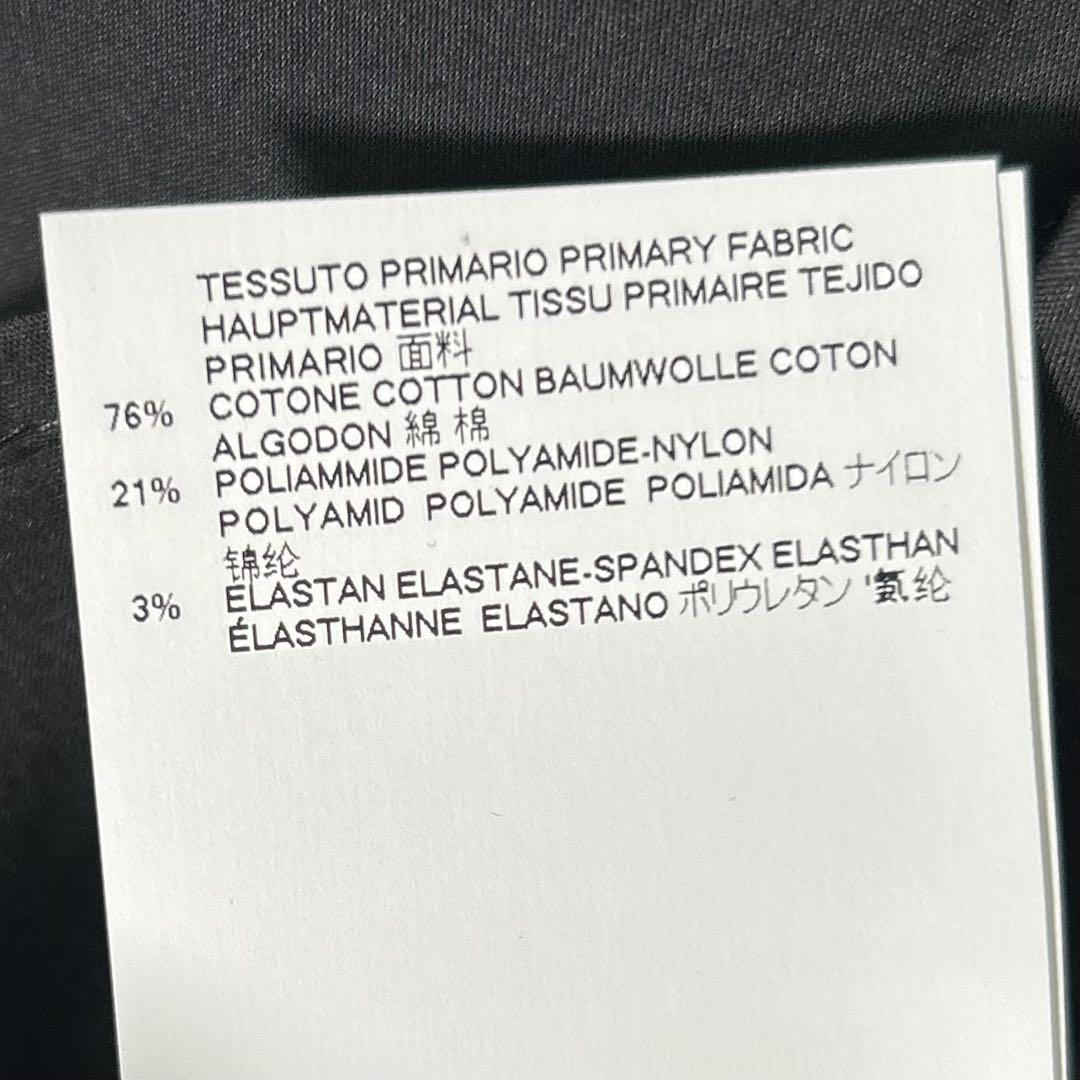 TESSUTO PRIMARIO PRIMARY FABRIC
HAUPTMATERIAL TISSU PRIMAIRE TEJIDO
PRIMARIO 面料
76% COTONE COTTON BAUMWOLLE COTON
ALGODON 綿 棉
21% POLIAMMIDE POLYAMIDE-NYLON
POLYAMID POLYAMIDE POLIAMIDA ナイロン
锦纶
3% ELASTAN ELASTANE-SPANDEX ELASTHAN
ÉLASTHANNE ELASTANO ポリウレタン '氨纶